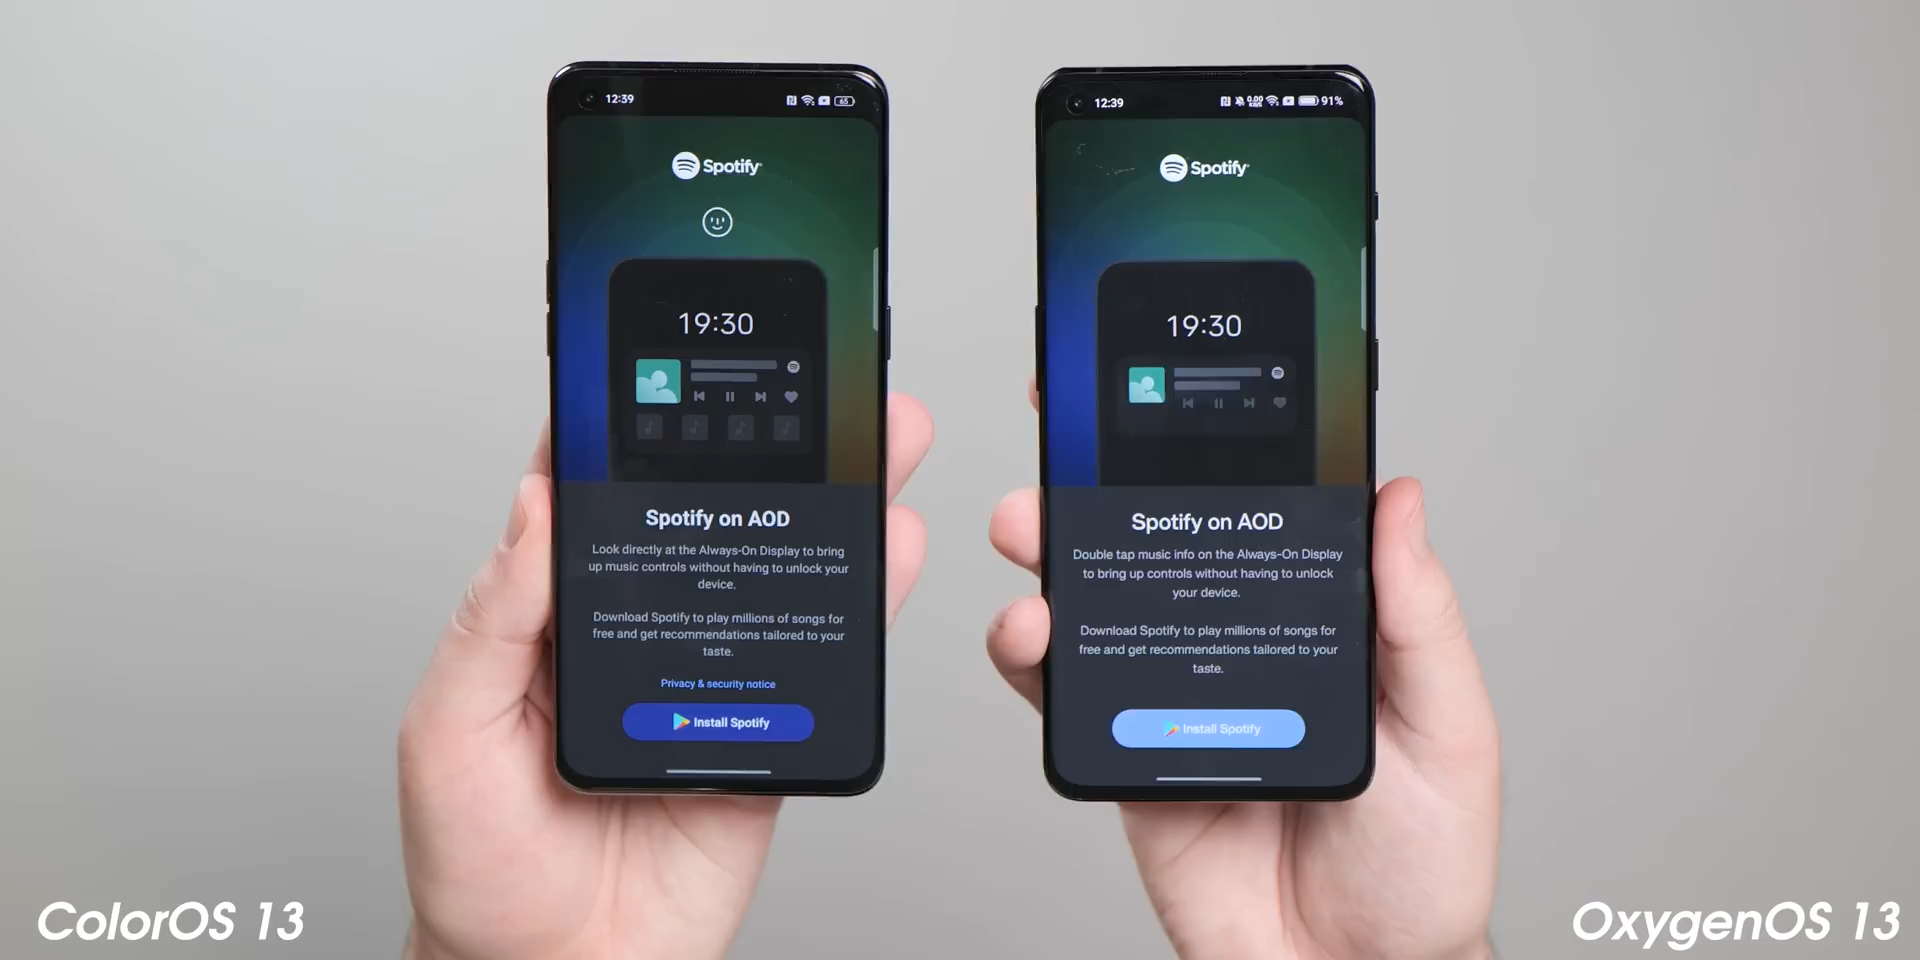 12:39
65
Spotify
19:30
Spotify on AOD
Look directly at the Always-On Display to bring
up music controls without having to unlock your
device.
Download Spotify to play millions of songs for
free and get recommendations tailored to your
taste.
Privacy & security notice
Install Spotify
ColorOS 13
12:39
0.00
KB/s
91%
Spotify
19:30
Spotify on AOD
Double tap music info on the Always-On Display
to bring up controls without having to unlock
your device.
Download Spotify to play millions of songs for
free and get recommendations tailored to your
taste.
Install Spotify
OxygenOS 13